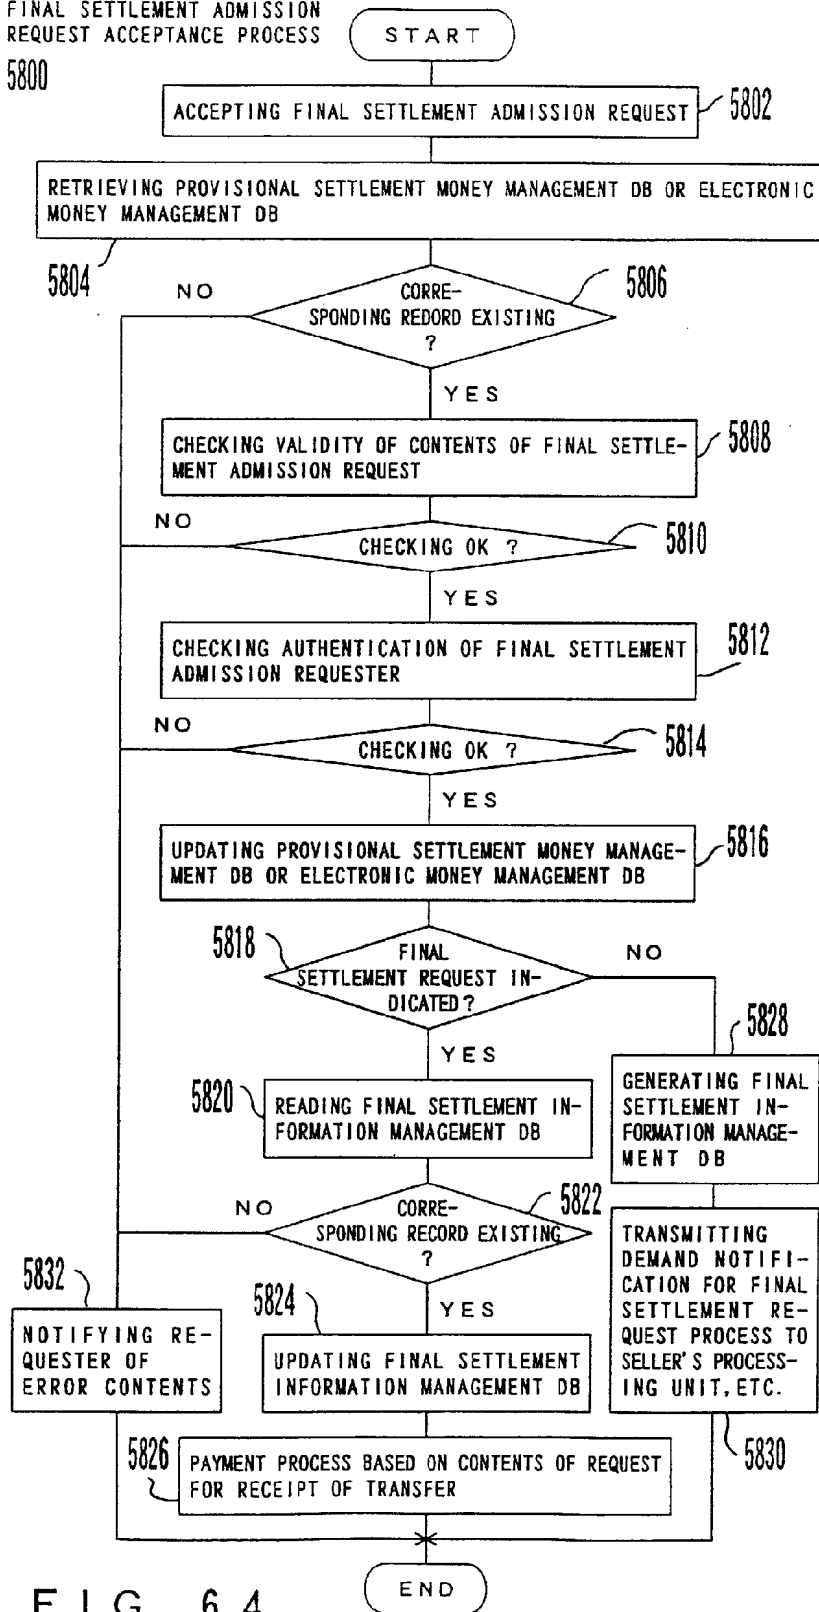 FINAL SETTLEMENT ADMISSION
REQUEST ACCEPTANCE PROCESS
5800
START
ACCEPTING FINAL SETTLEMENT ADMISSION REQUEST
5802
RETRIEVING PROVISIONAL SETTLEMENT MONEY MANAGEMENT DB OR ELECTRONIC
MONEY MANAGEMENT DB
5804
NO
CORRE-
SPONDING REDORD EXISTING
?
5806
YES
CHECKING VALIDITY OF CONTENTS OF FINAL SETTLE-
MENT ADMISSION REQUEST
5808
NO
CHECKING OK ?
5810
YES
CHECKING AUTHENTICATION OF FINAL SETTLEMENT
ADMISSION REQUESTER
5812
NO
CHECKING OK ?
5814
YES
UPDATING PROVISIONAL SETTLEMENT MONEY MANAGE-
MENT DB OR ELECTRONIC MONEY MANAGEMENT DB
5816
5818
FINAL
SETTLEMENT REQUEST IN-
DICATED?
NO
YES
5828
5820
READING FINAL SETTLEMENT IN-
FORMATION MANAGEMENT DB
GENERATING FINAL
SETTLEMENT IN-
FORMATION MANAGE-
MENT DB
NO
CORRE-
SPONDING RECORD EXISTING
?
5822
YES
TRANSMITTING
DEMAND NOTIFI-
CATION FOR FINAL
SETTLEMENT RE-
QUEST PROCESS TO
SELLER'S PROCESS-
ING UNIT, ETC.
5830
5832
NOTIFYING RE-
QUESTER OF
ERROR CONTENTS
5824
UPDATING FINAL SETTLEMENT
INFORMATION MANAGEMENT DB
5826
PAYMENT PROCESS BASED ON CONTENTS OF REQUEST
FOR RECEIPT OF TRANSFER
END
FIG. 64